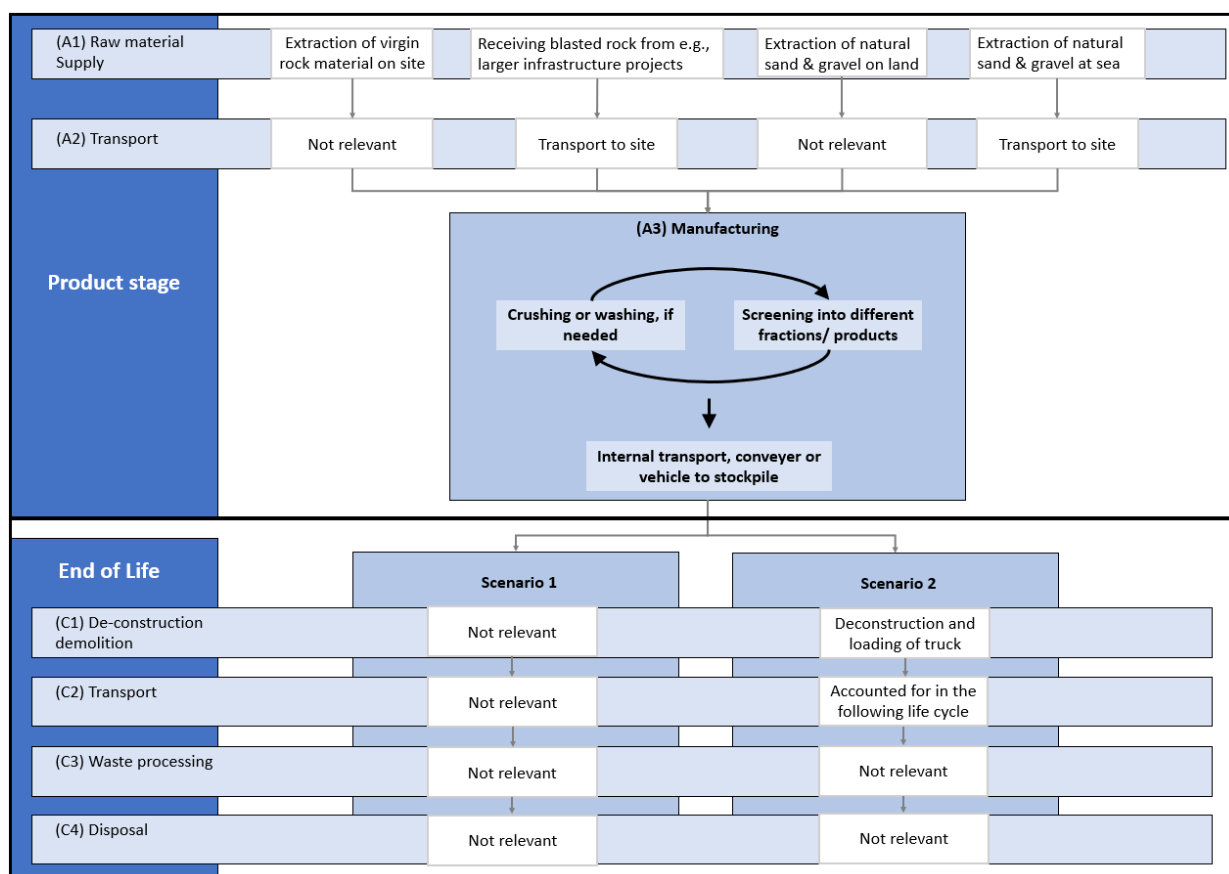 (A1) Raw material
Supply
Extraction of virgin
rock material on site
Receiving blasted rock from e.g.,
larger infrastructure projects
Extraction of natural
sand & gravel on land
Extraction of natural
sand & gravel at sea
(A2) Transport
Not relevant
Transport to site
Not relevant
Transport to site
Product stage
(A3) Manufacturing
Crushing or washing, if
needed
Screening into different
fractions/ products
Internal transport, conveyer or
vehicle to stockpile
End of Life
Scenario 1
Scenario 2
(C1) De-construction
demolition
Not relevant
Deconstruction and
loading of truck
(C2) Transport
Not relevant
Accounted for in the
following life cycle
(C3) Waste processing
Not relevant
Not relevant
(C4) Disposal
Not relevant
Not relevant